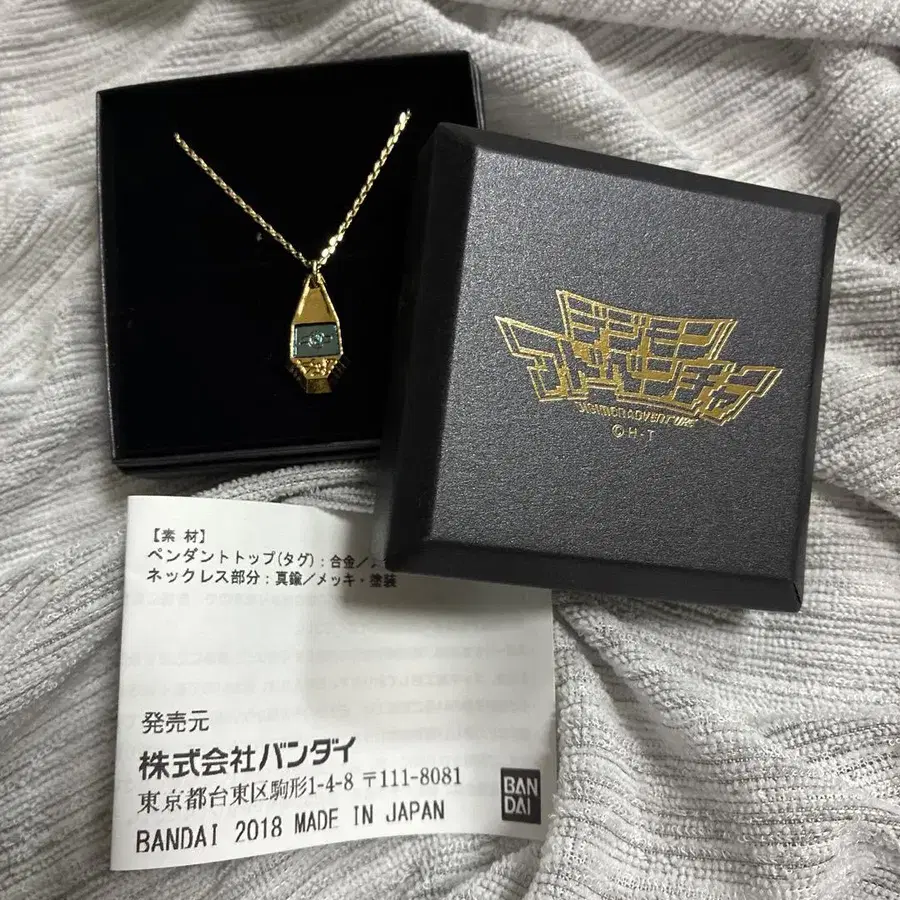 デジモン
アドベンチャー
DIGIMON ADVENTURE
©H・T
【素 材】
ペンダントトップ(タグ):合金/
ネックレス部分:真鍮/メッキ・塗装
発売元
株式会社バンダイ
東京都台東区駒形1-4-8 〒111-8081
BANDAI 2018 MADE IN JAPAN
BAN
DAI